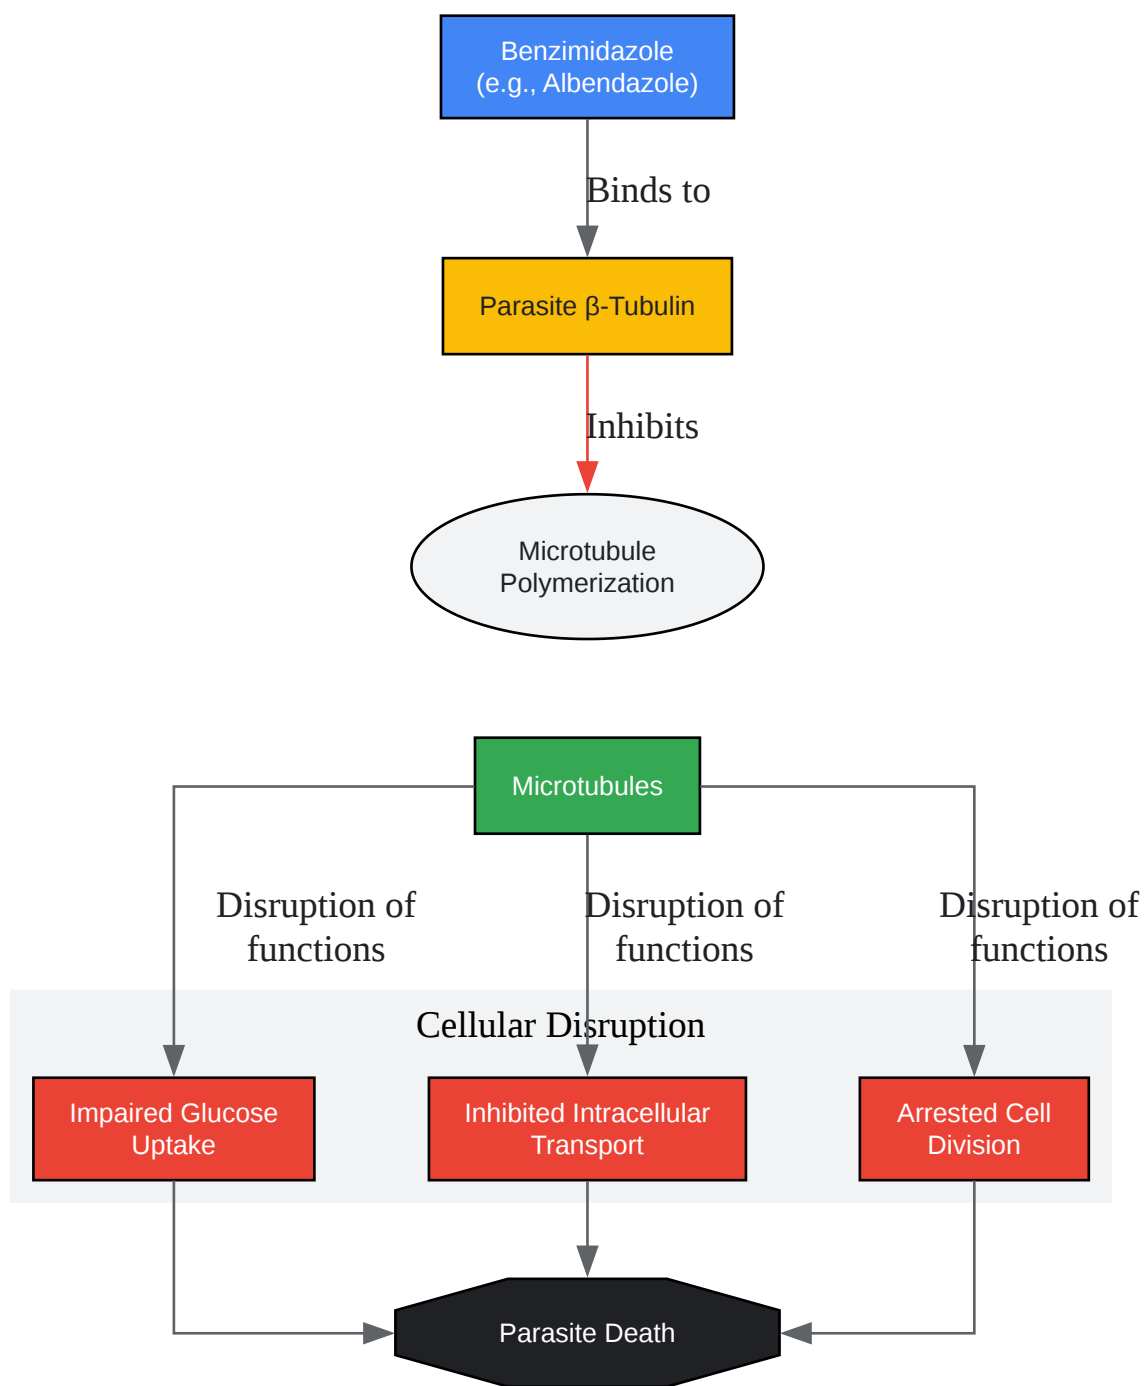 Benzimidazole
(e.g., Albendazole)
Binds to
Parasite β-Tubulin
Inhibits
Microtubule
Polymerization
Microtubules
Disruption of
functions
Disruption of
functions
Disruption of
functions
Cellular Disruption
Impaired Glucose
Uptake
Inhibited Intracellular
Transport
Arrested Cell
Division
Parasite Death